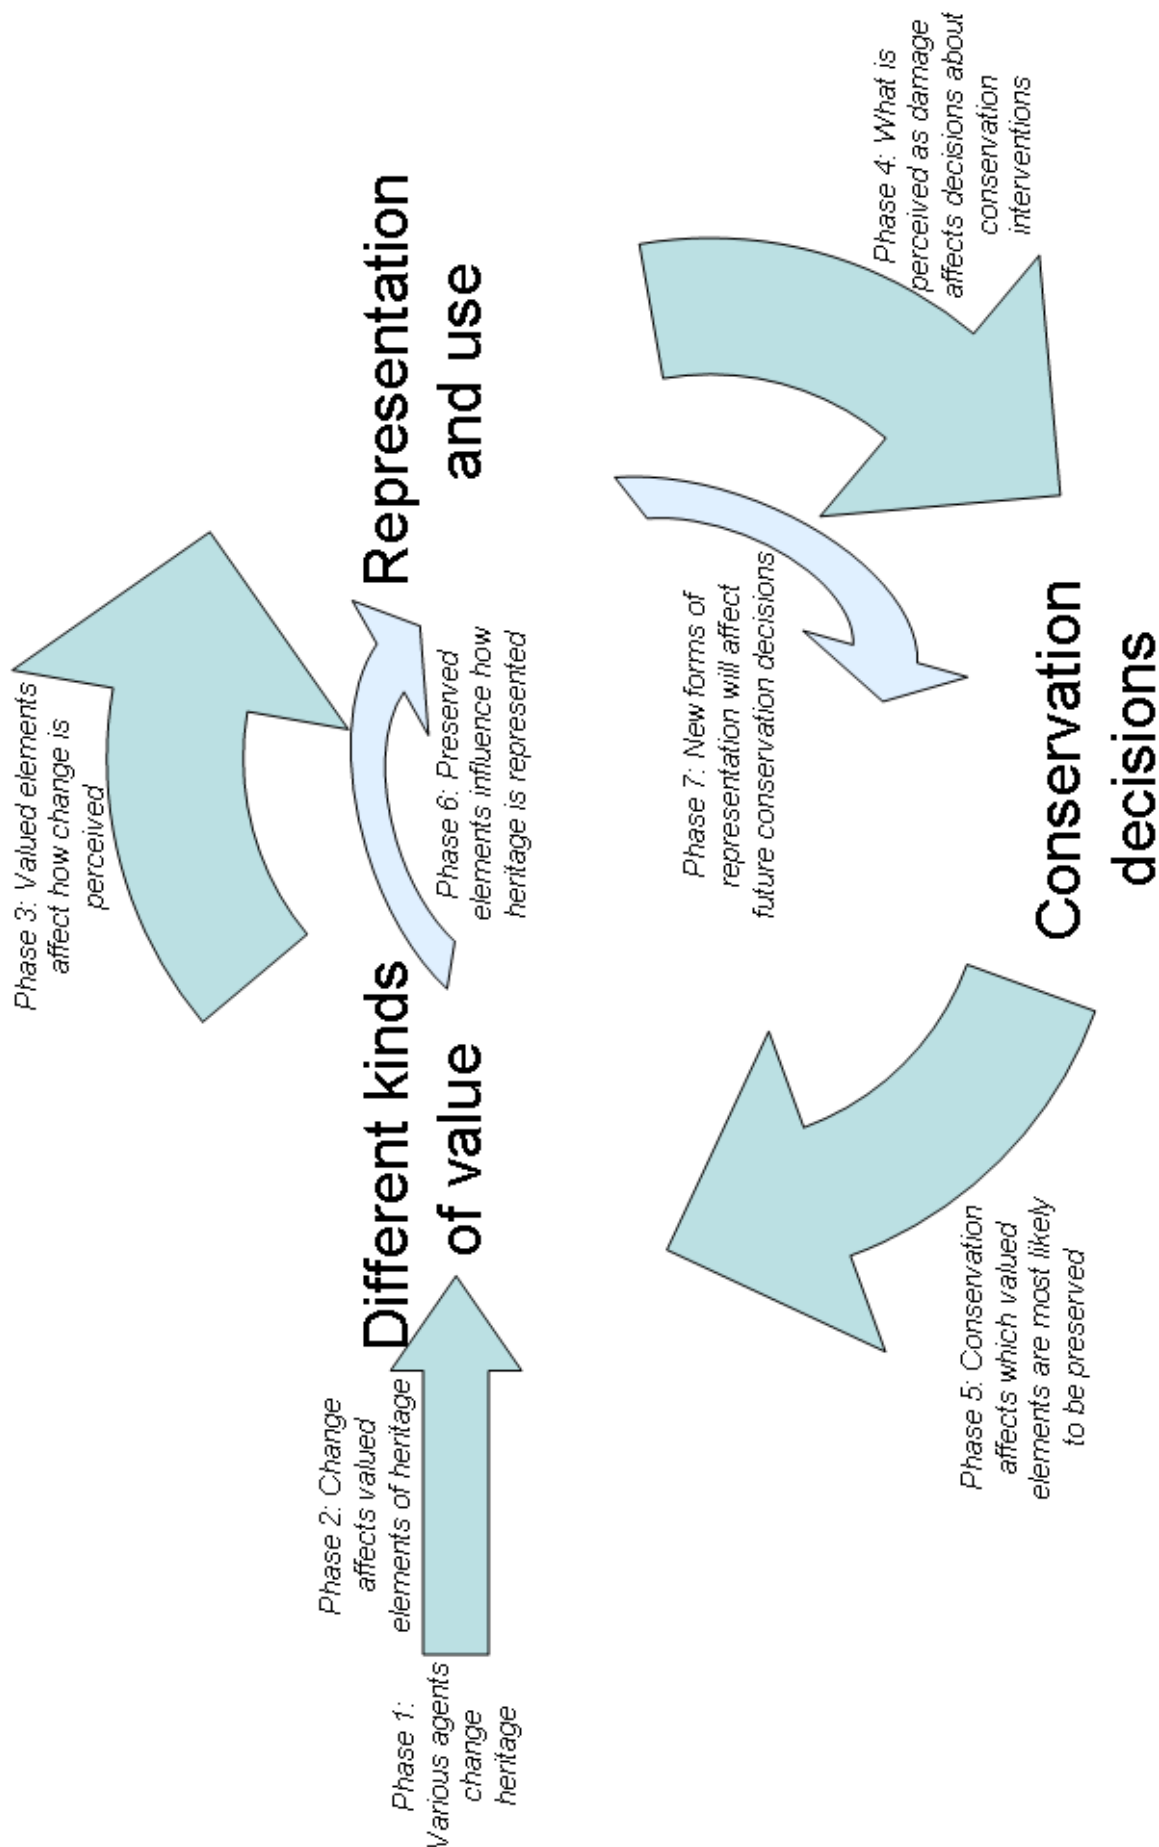 Phase 1:
Various agents
change
heritage
Phase 2: Change
affects valued
elements of heritage
Different kinds
of value
Phase 3: Valued elements
affect how change is
perceived
Representation
and use
Phase 4: What is
perceived as damage
affects decisions about
conservation
interventions
Conservation
decisions
Phase 5: Conservation
affects which valued
elements are most likely
to be preserved
Phase 6: Preserved
elements influence how
heritage is represented
Phase 7: New forms of
representation will affect
future conservation decisions